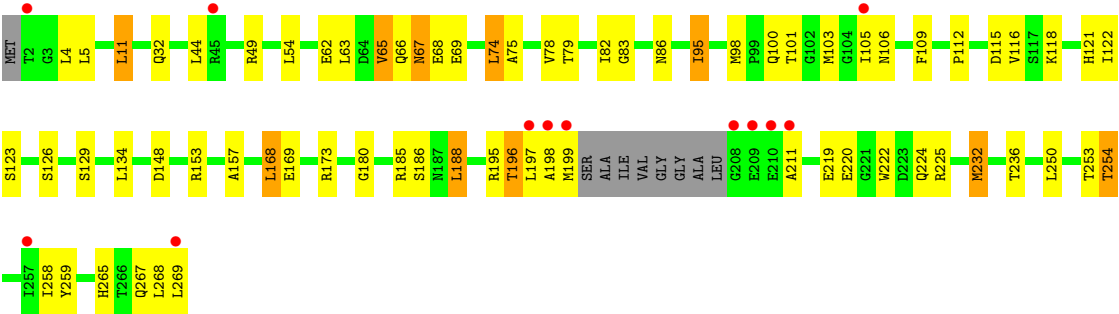 MET T2 G3 L4 L5 L11 Q32 L44 R45 R49 L54 E62 L63 D64 V65 Q66 N67 E68 E69 L74 A75 V78 T79 I82 G83 N86 I95 M98 P99 Q100 T101 G102 M103 G104 I105 N106 F109 P112 D115 V116 S117 K118 H121 I122
S123 S126 S129 L134 D148 R153 A157 L168 E169 R173 G180 R185 S186 N187 L188 R195 T196 L197 A198 M199 SER ALA ILE VAL GLY GLY ALA LEU G208 E209 E210 A211 E219 E220 G221 W222 D223 Q224 R225 M232 T236 L250 T253 T254
I257 I258 Y259 H265 T266 Q267 L268 L269